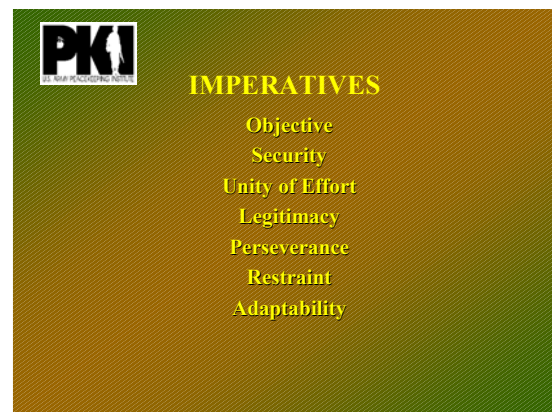 PKI
U.S. ARMY PEACEKEEPING INSTITUTE
IMPERATIVES
Objective
Security
Unity of Effort
Legitimacy
Perseverance
Restraint
Adaptability